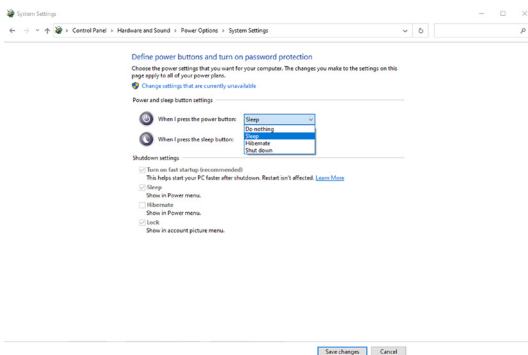 System Settings
Control Panel > Hardware and Sound > Power Options > System Settings
Define power buttons and turn on password protection
Choose the power settings that you want for your computer. The changes you make to the settings on this
page apply to all of your power plans.
Change settings that are currently unavailable
Power and sleep button settings
When I press the power button: Sleep
Do nothing
Sleep
Hibernate
Shut down
When I press the sleep button:
Shutdown settings
Turn on fast startup (recommended)
This helps start your PC faster after shutdown. Restart isn't affected. Learn More
Sleep
Show in Power menu.
Hibernate
Show in Power menu.
Lock
Show in account picture menu.
Save changes Cancel